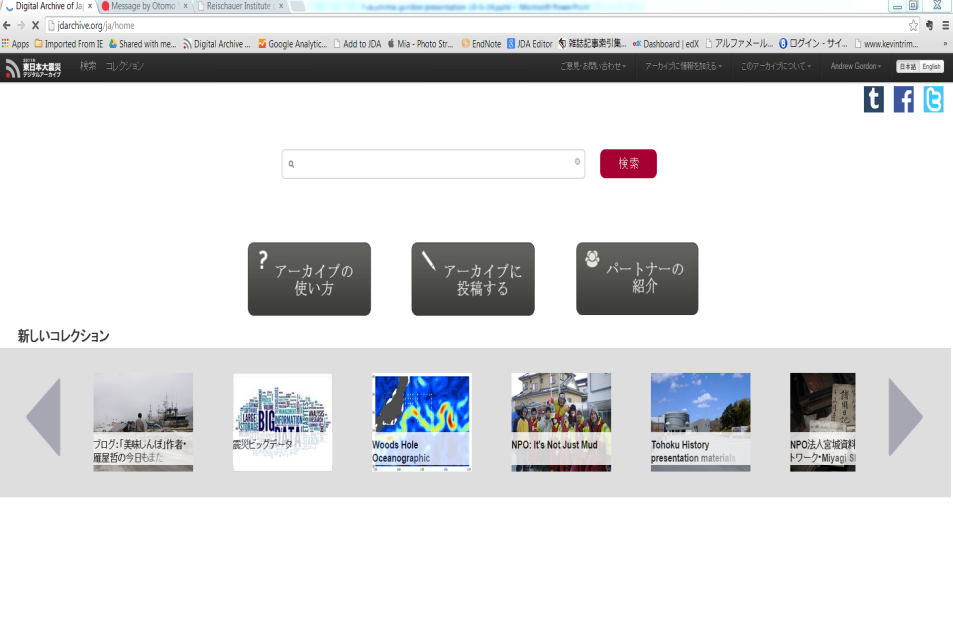 Digital Archive of Ja
Message by Otomo
Reischauer Institute
Fukushima gordon presentation
Microsoft PowerPoint
jdarchive.org/ja/home
Apps
Imported From IE
Shared with me...
Digital Archive ...
Google Analytic...
Add to JDA
Mia - Photo Str...
EndNote
JDA Editor
雑誌記事索引集...
Dashboard | edX
アルファメール...
ログイン・サイ...
www.kevintrim...
»
2011年
東日本大震災
デジタルアーカイブ
検索
コレクション
ご意見・お問い合わせ
アーカイブに情報を加える
このアーカイブについて
Andrew Gordon
日本語
English
検索
? アーカイブの
使い方
アーカイブに
投稿する
パートナーの
紹介
新しいコレクション
ブログ:「美味しんぼ」作者・
雁屋哲の今日もまた
BIG
DATA
INFORMATION
LARGE
STORAGE
震災ビッグデータ
Woods Hole
Oceanographic
NPO: It's Not Just Mud
Tohoku History
presentation materials
NPO法人宮城資料
トワーク・Miyagi S